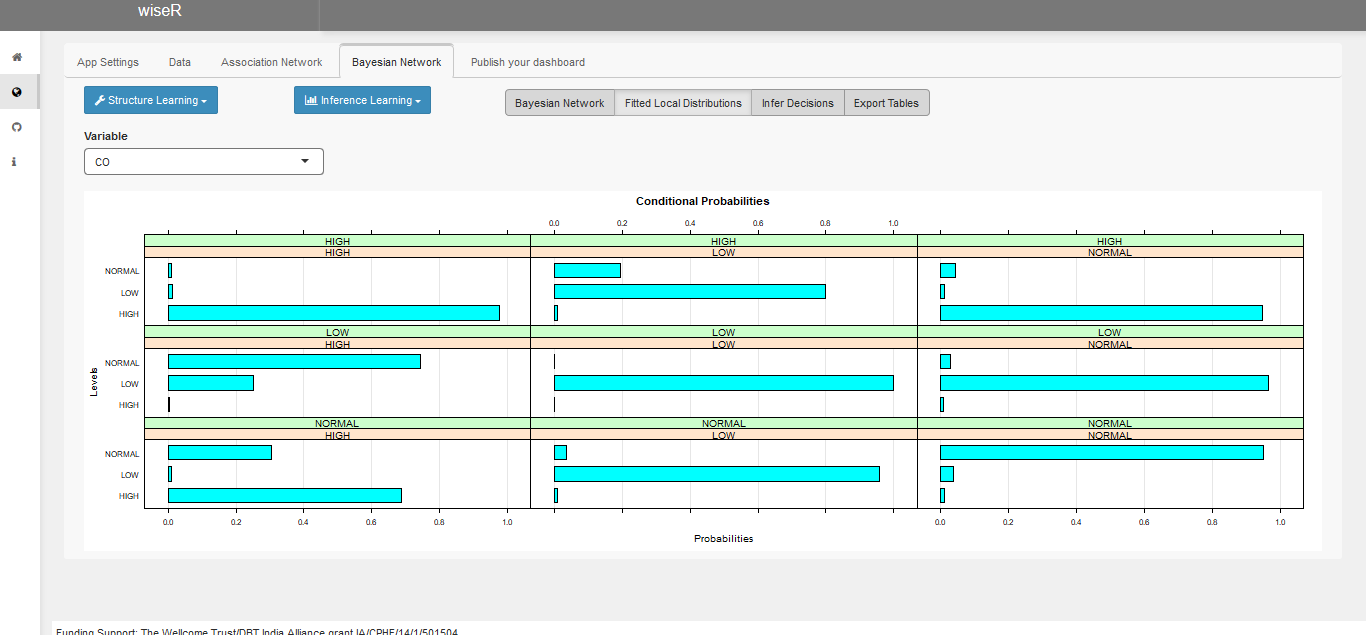 wiseR
App Settings Data Association Network Bayesian Network Publish your dashboard
Structure Learning Inference Learning Bayesian Network Fitted Local Distributions Infer Decisions Export Tables
Variable
CO
Conditional Probabilities
0.0 0.2 0.4 0.6 0.8 1.0
HIGH HIGH HIGH
HIGH LOW NORMAL
NORMAL
LOW
HIGH
LOW LOW LOW
HIGH LOW NORMAL
NORMAL
LOW
HIGH
Levels
NORMAL NORMAL NORMAL
HIGH LOW NORMAL
NORMAL
LOW
HIGH
0.0 0.2 0.4 0.6 0.8 1.0 0.0 0.2 0.4 0.6 0.8 1.0
Probabilities
Funding Support: The Wellcome Trust/DBT India Alliance grant IA/CPHE/14/1/501504